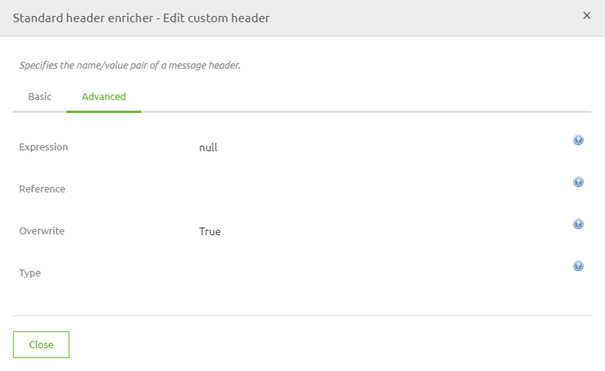 Standard header enricher - Edit custom header
×
Specifies the name/value pair of a message header.
Basic Advanced
Expression null ?
Reference ?
Overwrite True ?
Type ?
Close